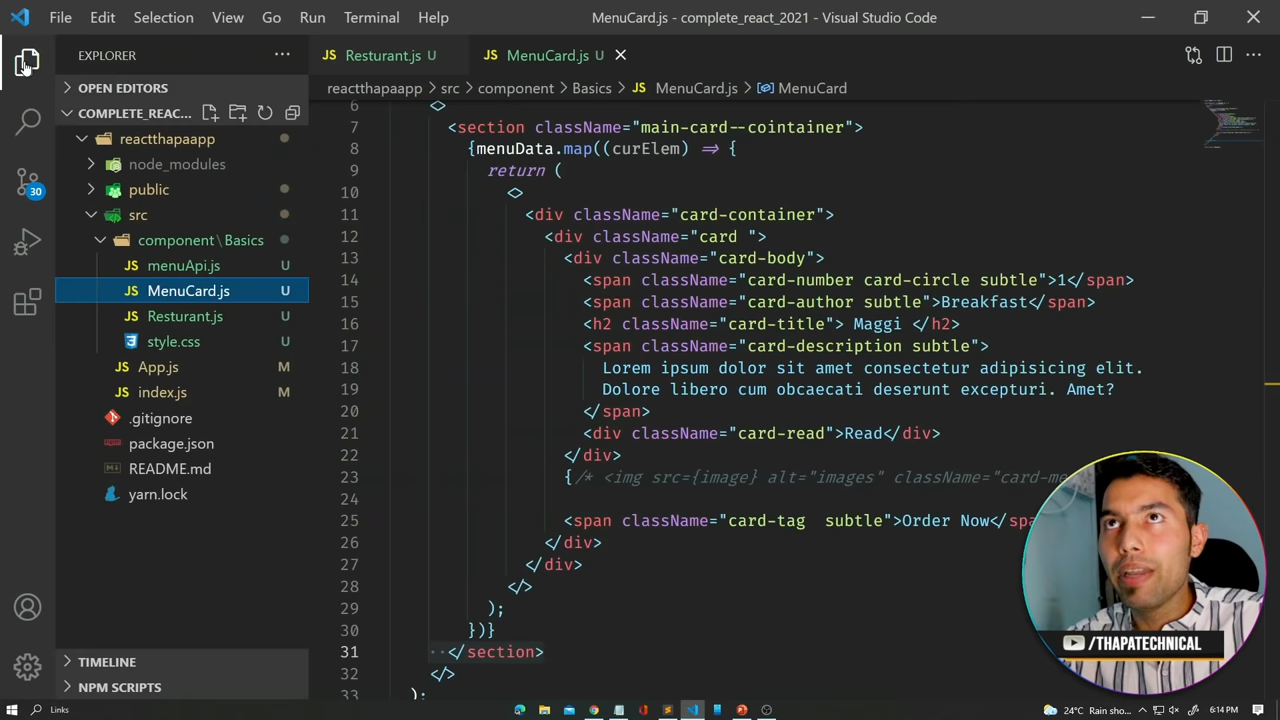 File Edit Selection View Go Run Terminal Help MenuCard.js - complete_react_2021 - Visual Studio Code
EXPLORER
OPEN EDITORS
COMPLETE_REAC...
reactthapaapp
node_modules
public
src
component\Basics
JS menuApi.js U
JS MenuCard.js U
JS Resturant.js U
style.css U
JS App.js M
JS index.js M
.gitignore
package.json
README.md
yarn.lock
TIMELINE
NPM SCRIPTS
30
JS Resturant.js U JS MenuCard.js U
reactthapaapp > src > component > Basics > JS MenuCard.js > MenuCard
6 <>
7 <section className="main-card--cointainer">
8 {menuData.map((curElem) => {
9 return (
10 <>
11 <div className="card-container">
12 <div className="card ">
13 <div className="card-body">
14 <span className="card-number card-circle subtle">1</span>
15 <span className="card-author subtle">Breakfast</span>
16 <h2 className="card-title"> Maggi </h2>
17 <span className="card-description subtle">
18 Lorem ipsum dolor sit amet consectetur adipisicing elit.
19 Dolore libero cum obcaecati deserunt excepturi. Amet?
20 </span>
21 <div className="card-read">Read</div>
22 </div>
23 {/* <img src={image} alt="images" className="card-me
24
25 <span className="card-tag  subtle">Order Now</spa
26 </div>
27 </div>
28 </>
29 );
30 })}
31 </section>
32 </>
33 );
/THAPATECHNICAL
Links
24°C Rain sho... 6:14 PM